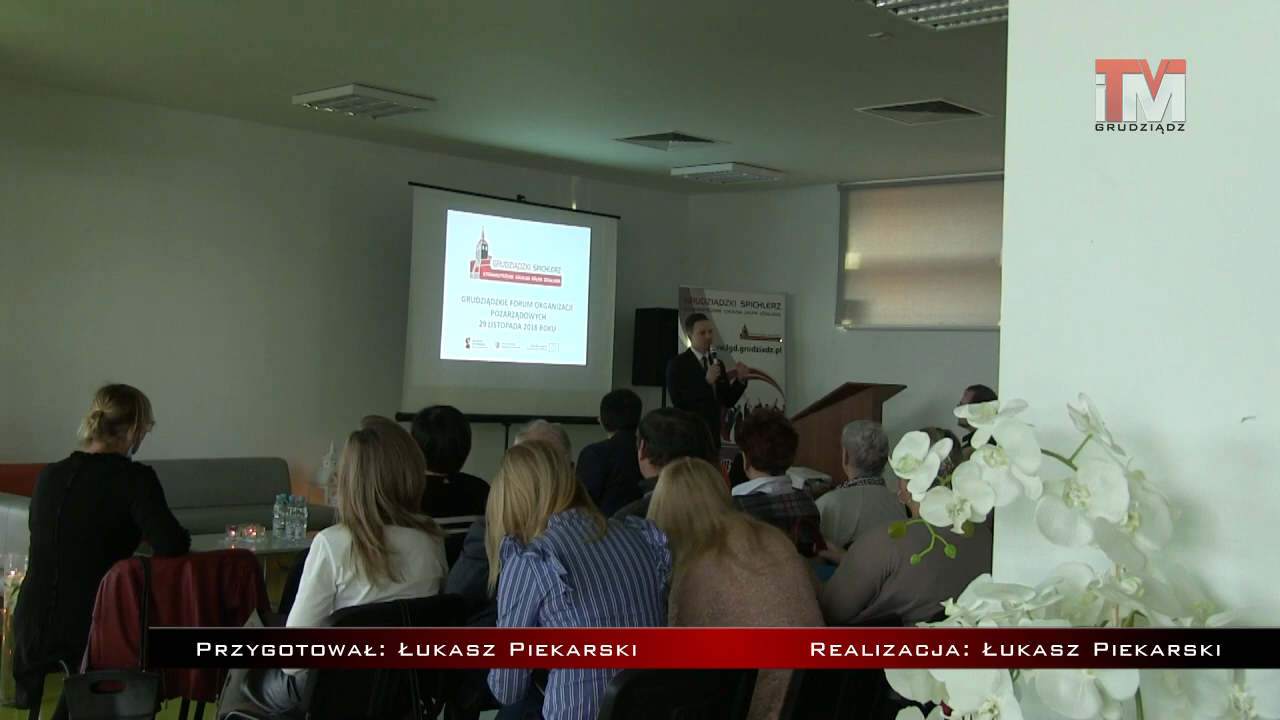 iTVM
GRUDZIĄDZ
GRUDZIĄDZKI SPICHLERZ
GRUDZIĄDZKIE FORUM ORGANIZACJI
POZARZĄDOWYCH
29 LISTOPADA 2018 ROKU
GRUDZIĄDZKI SPICHLERZ
lgd.grudziadz.pl
Przygotował: Łukasz Piekarski
Realizacja: Łukasz Piekarski